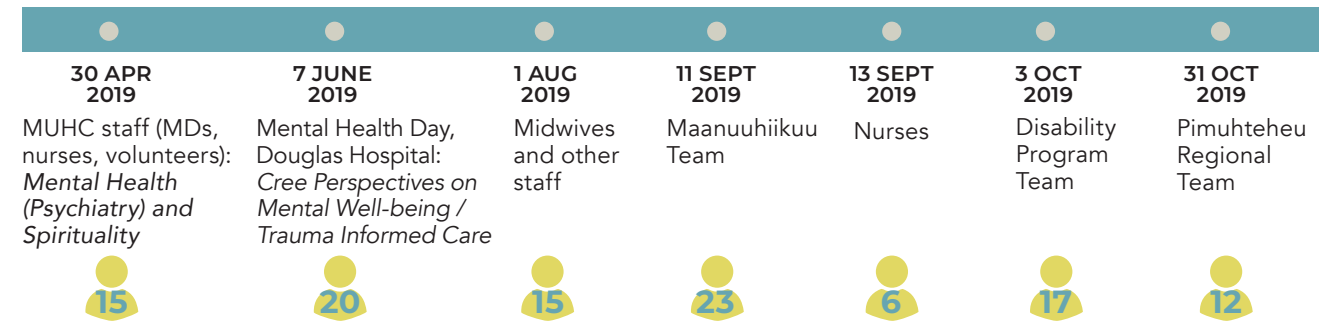 30 APR
2019
MUHC staff (MDs,
nurses, volunteers):
Mental Health
(Psychiatry) and
Spirituality
15
7 JUNE
2019
Mental Health Day,
Douglas Hospital:
Cree Perspectives on
Mental Well-being /
Trauma Informed Care
20
1 AUG
2019
Midwives
and other
staff
15
11 SEPT
2019
Maanuuhiikuu
Team
23
13 SEPT
2019
Nurses
6
3 OCT
2019
Disability
Program
Team
17
31 OCT
2019
Pimuhteheu
Regional
Team
12